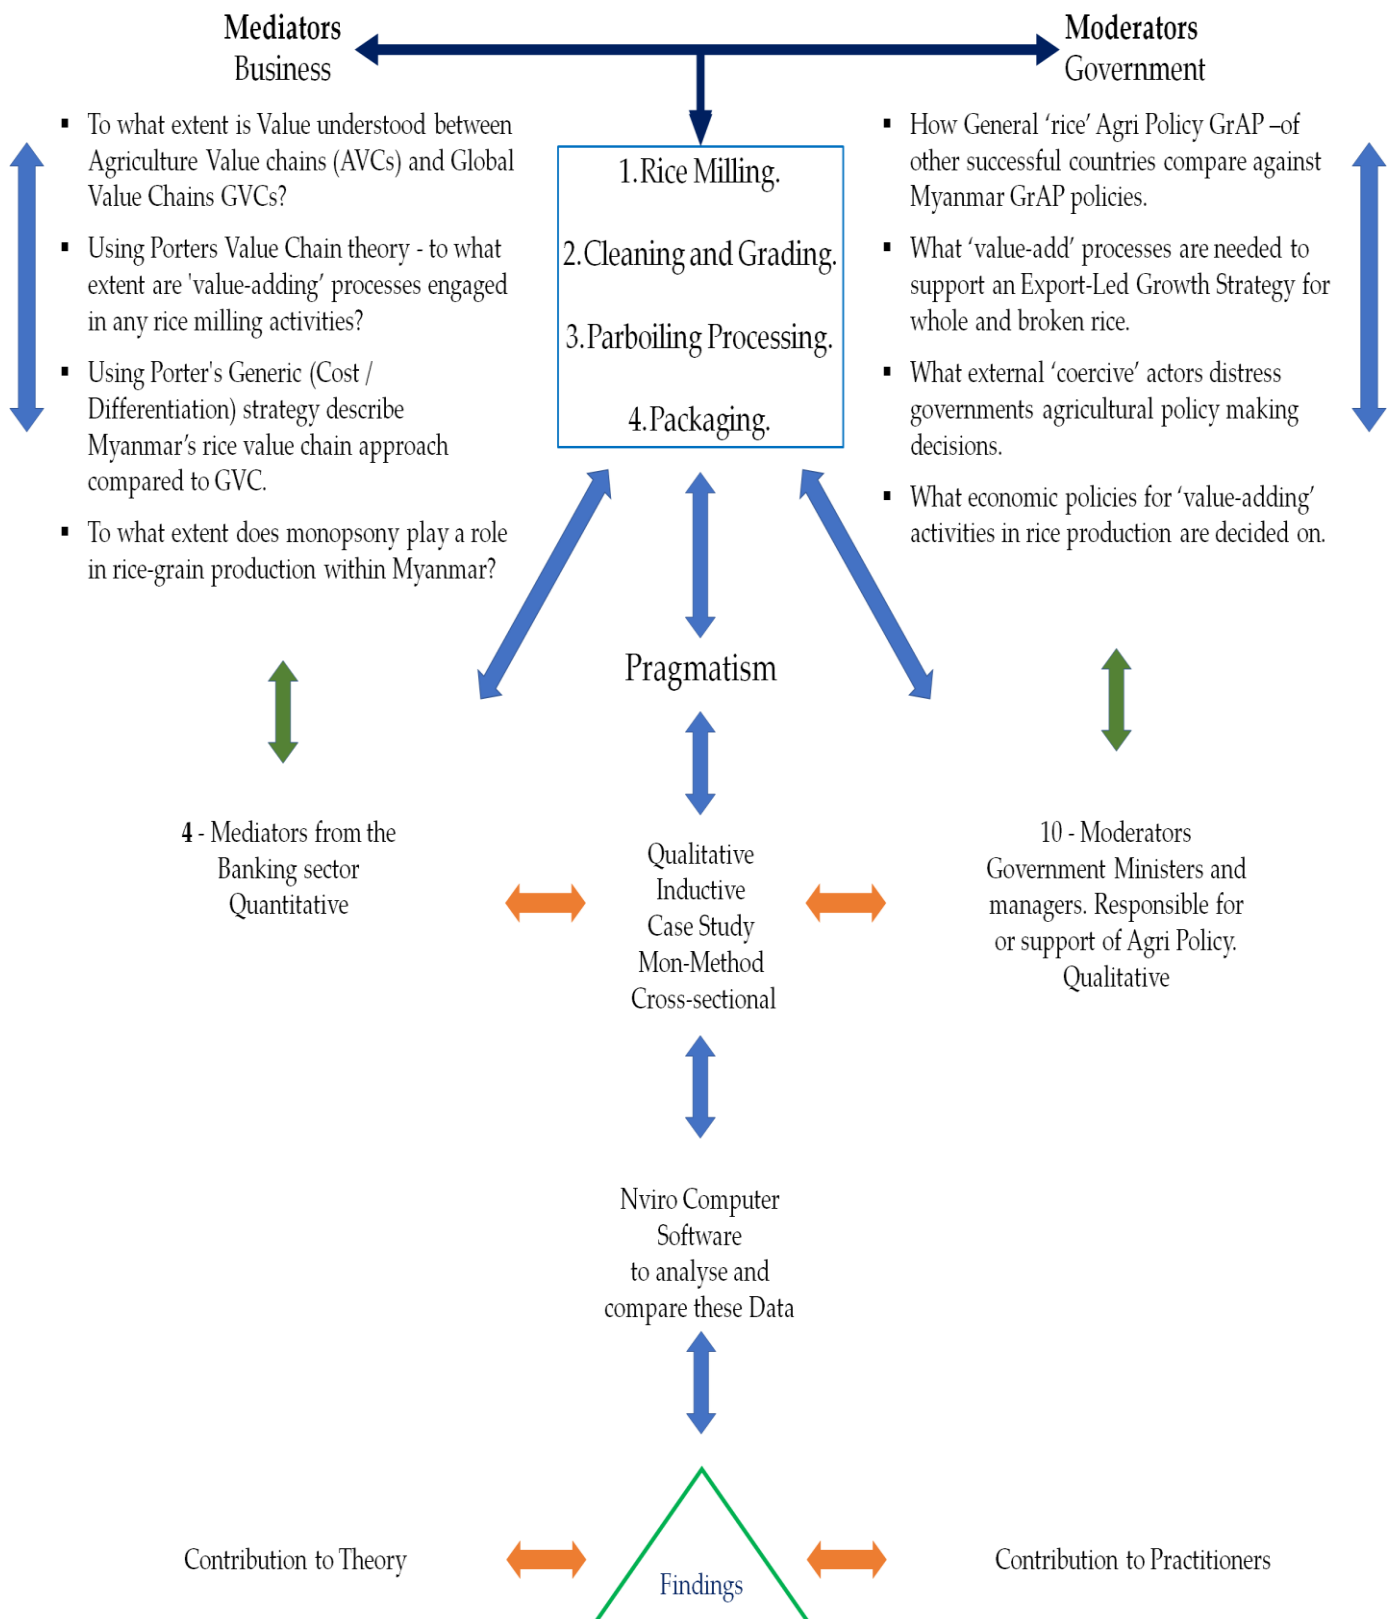 Mediators
Business
▪ To what extent is Value understood between
Agriculture Value chains (AVCs) and Global
Value Chains GVCs?
▪ Using Porters Value Chain theory - to what
extent are 'value-adding’ processes engaged
in any rice milling activities?
▪ Using Porter's Generic (Cost /
Differentiation) strategy describe
Myanmar’s rice value chain approach
compared to GVC.
▪ To what extent does monopsony play a role
in rice-grain production within Myanmar?
1.Rice Milling.
2.Cleaning and Grading.
3.Parboiling Processing.
4.Packaging.
Moderators
Government
▪ How General ‘rice’ Agri Policy GrAP –of
other successful countries compare against
Myanmar GrAP policies.
▪ What ‘value-add’ processes are needed to
support an Export-Led Growth Strategy for
whole and broken rice.
▪ What external ‘coercive’ actors distress
governments agricultural policy making
decisions.
▪ What economic policies for ‘value-adding’
activities in rice production are decided on.
Pragmatism
4 - Mediators from the
Banking sector
Quantitative
Qualitative
Inductive
Case Study
Mon-Method
Cross-sectional
10 - Moderators
Government Ministers and
managers. Responsible for
or support of Agri Policy.
Qualitative
Nviro Computer
Software
to analyse and
compare these Data
Contribution to Theory
Findings
Contribution to Practitioners